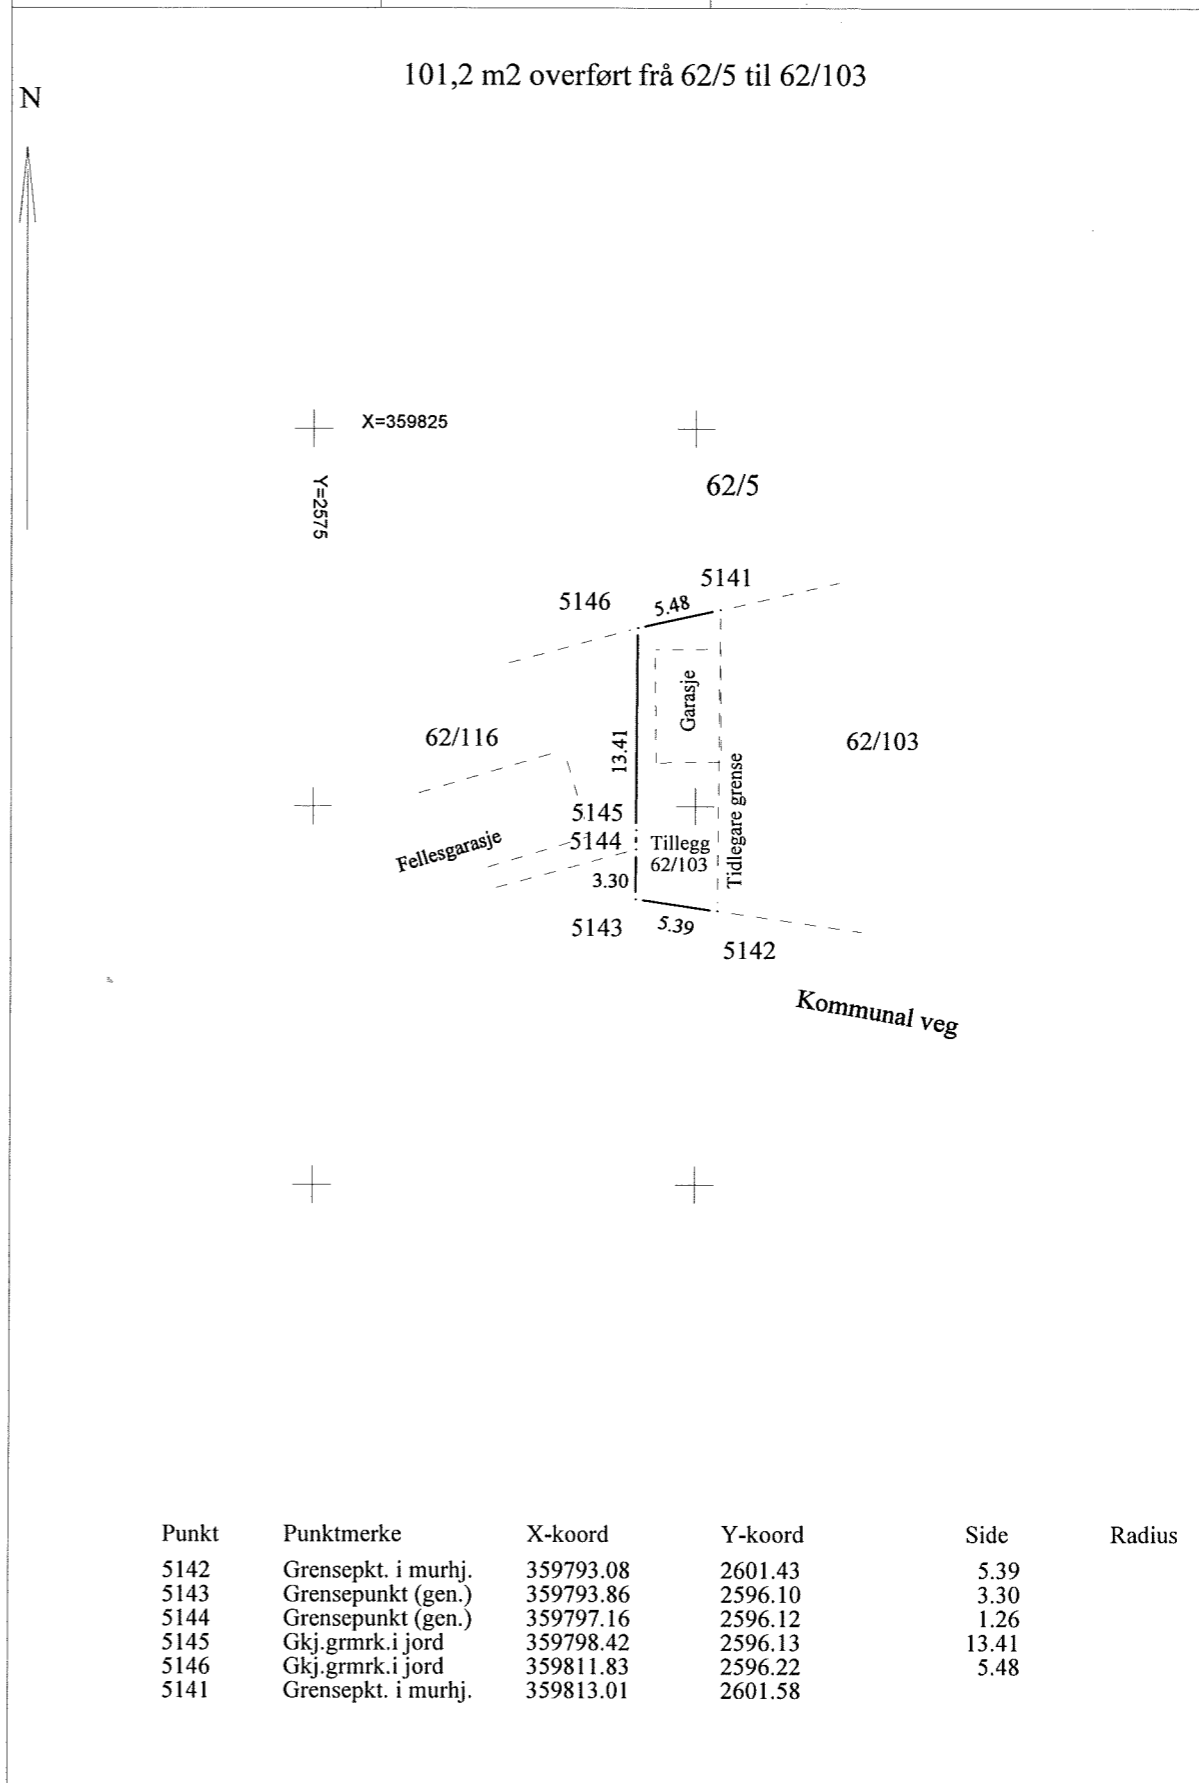 101,2 m2 overført frå 62/5 til 62/103
N
X=359825
Y=2575
62/5
5141
5146
5.48
Garasje
62/116
62/103
13.41
Tidlegare grense
5145
5144
Tillegg
62/103
Fellesgarasje
3.30
5143
5.39
5142
Kommunal veg
Punkt Punktmerke X-koord Y-koord Side Radius
5142 Grensepkt. i murhj. 359793.08 2601.43 5.39
5143 Grensepunkt (gen.) 359793.86 2596.10 3.30
5144 Grensepunkt (gen.) 359797.16 2596.12 1.26
5145 Gkj.grmrk.i jord 359798.42 2596.13 13.41
5146 Gkj.grmrk.i jord 359811.83 2596.22 5.48
5141 Grensepkt. i murhj. 359813.01 2601.58